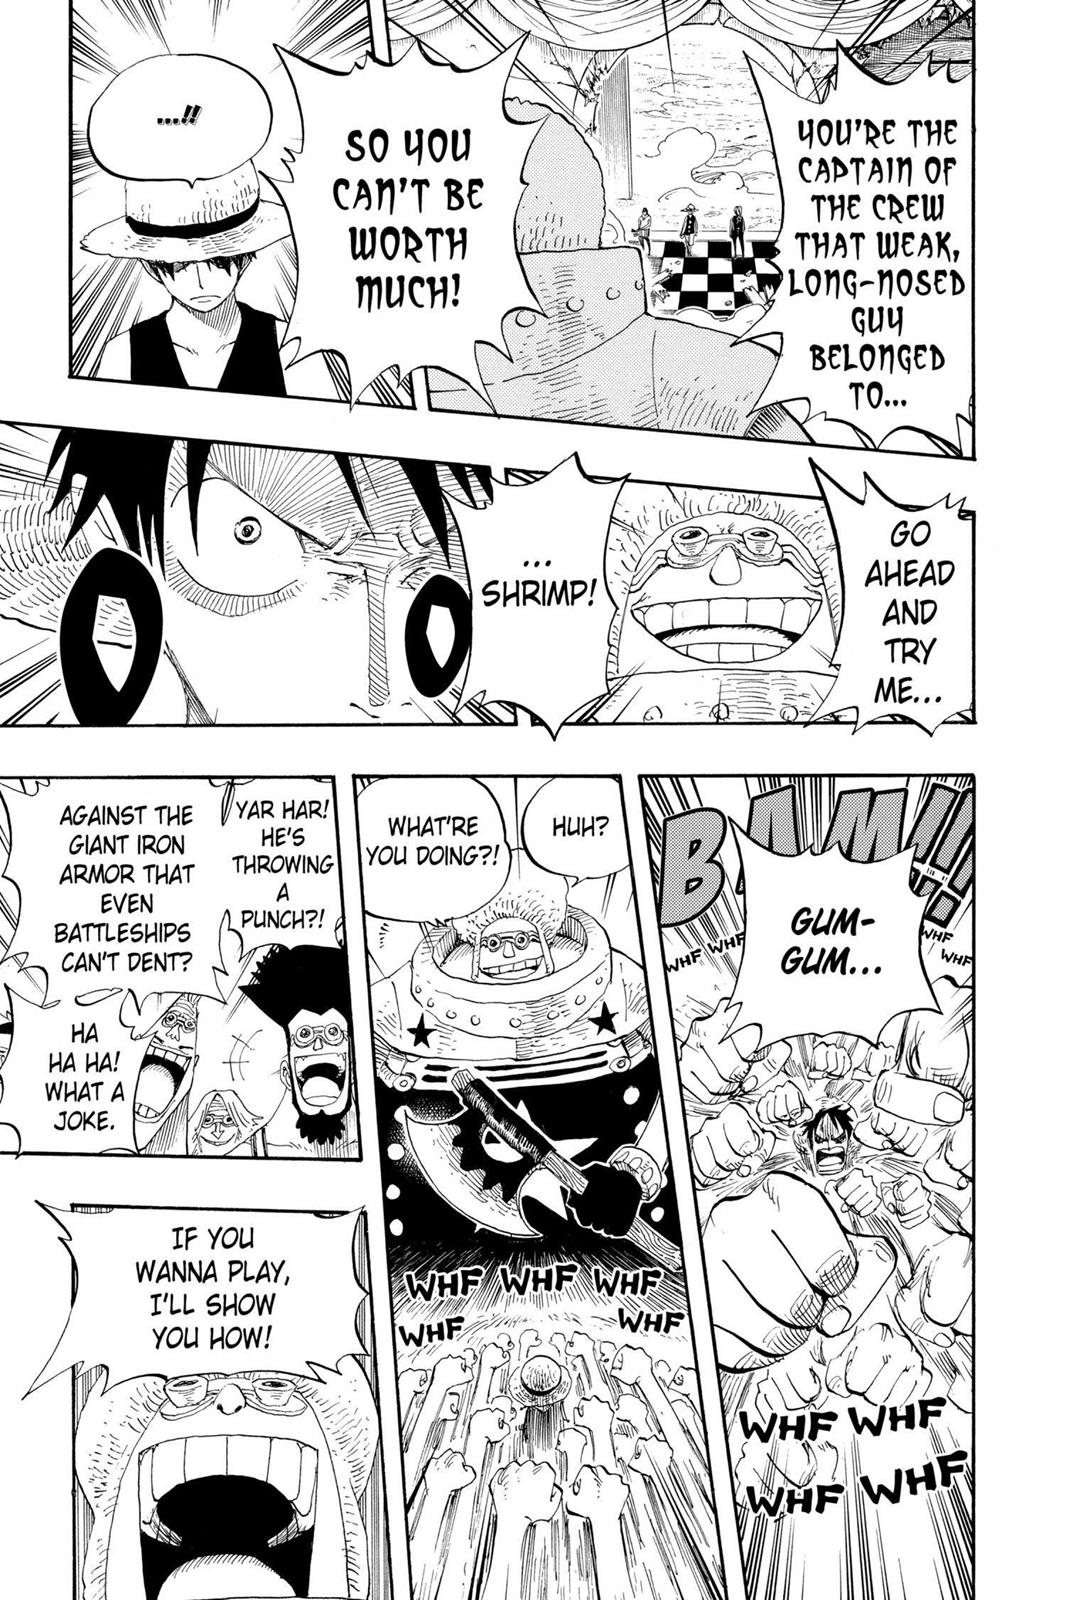 YOU'RE THE
CAPTAIN OF
THE CREW
THAT WEAK,
LONG-NOSED
GUY
BELONGED
TO...
SO YOU
CAN'T BE
WORTH
MUCH!
....!!
GO
AHEAD
AND
TRY
ME...
...
SHRIMP!
BAM!!
GUM-
GUM...
WHF WHF
WHF
WHF
WHF WHF
WHF WHF
HUH?
WHAT'RE
YOU DOING?!
WHF WHF WHF
WHF WHF
YAR HAR!
HE'S
THROWING
A
PUNCH?!
AGAINST THE
GIANT IRON
ARMOR THAT
EVEN
BATTLESHIPS
CAN'T DENT?
HA
HA HA!
WHAT A
JOKE.
IF YOU
WANNA PLAY,
I'LL SHOW
YOU HOW!